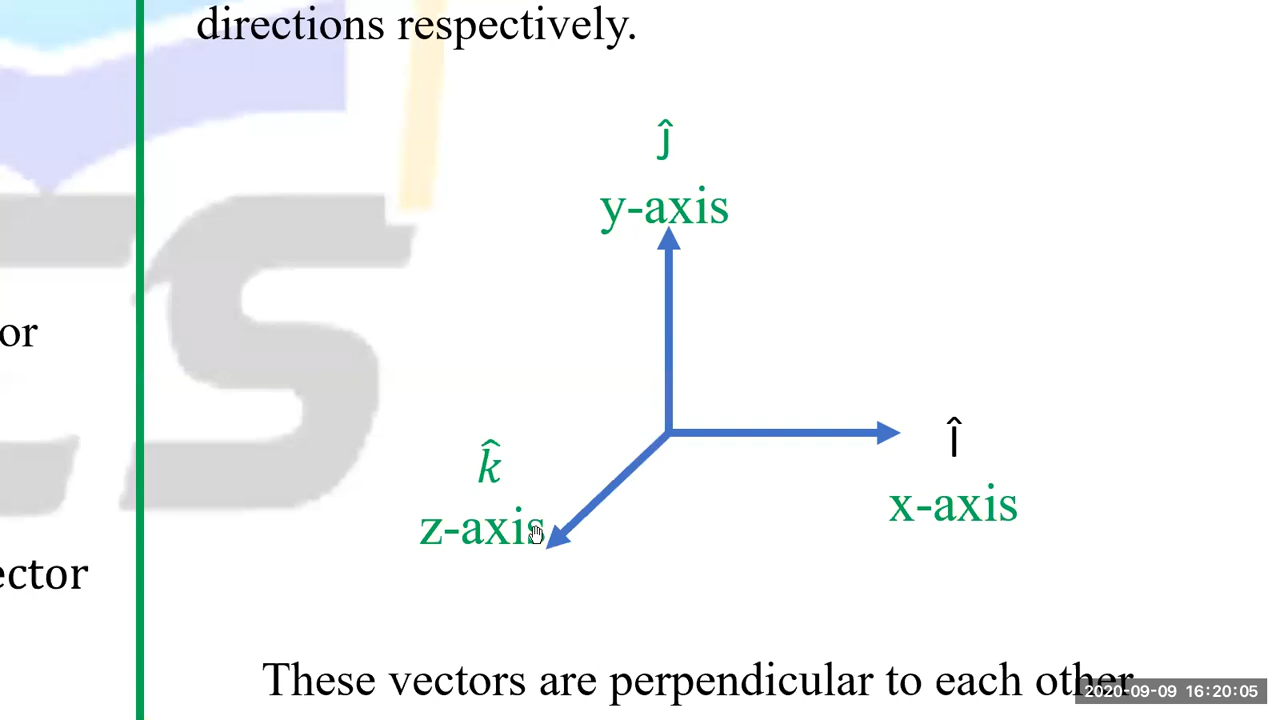 directions respectively.
ĵ
y-axis
or
î
k̂
x-axis
z-axis
ector
These vectors are perpendicular to each other
2020-09-09 16:20:05